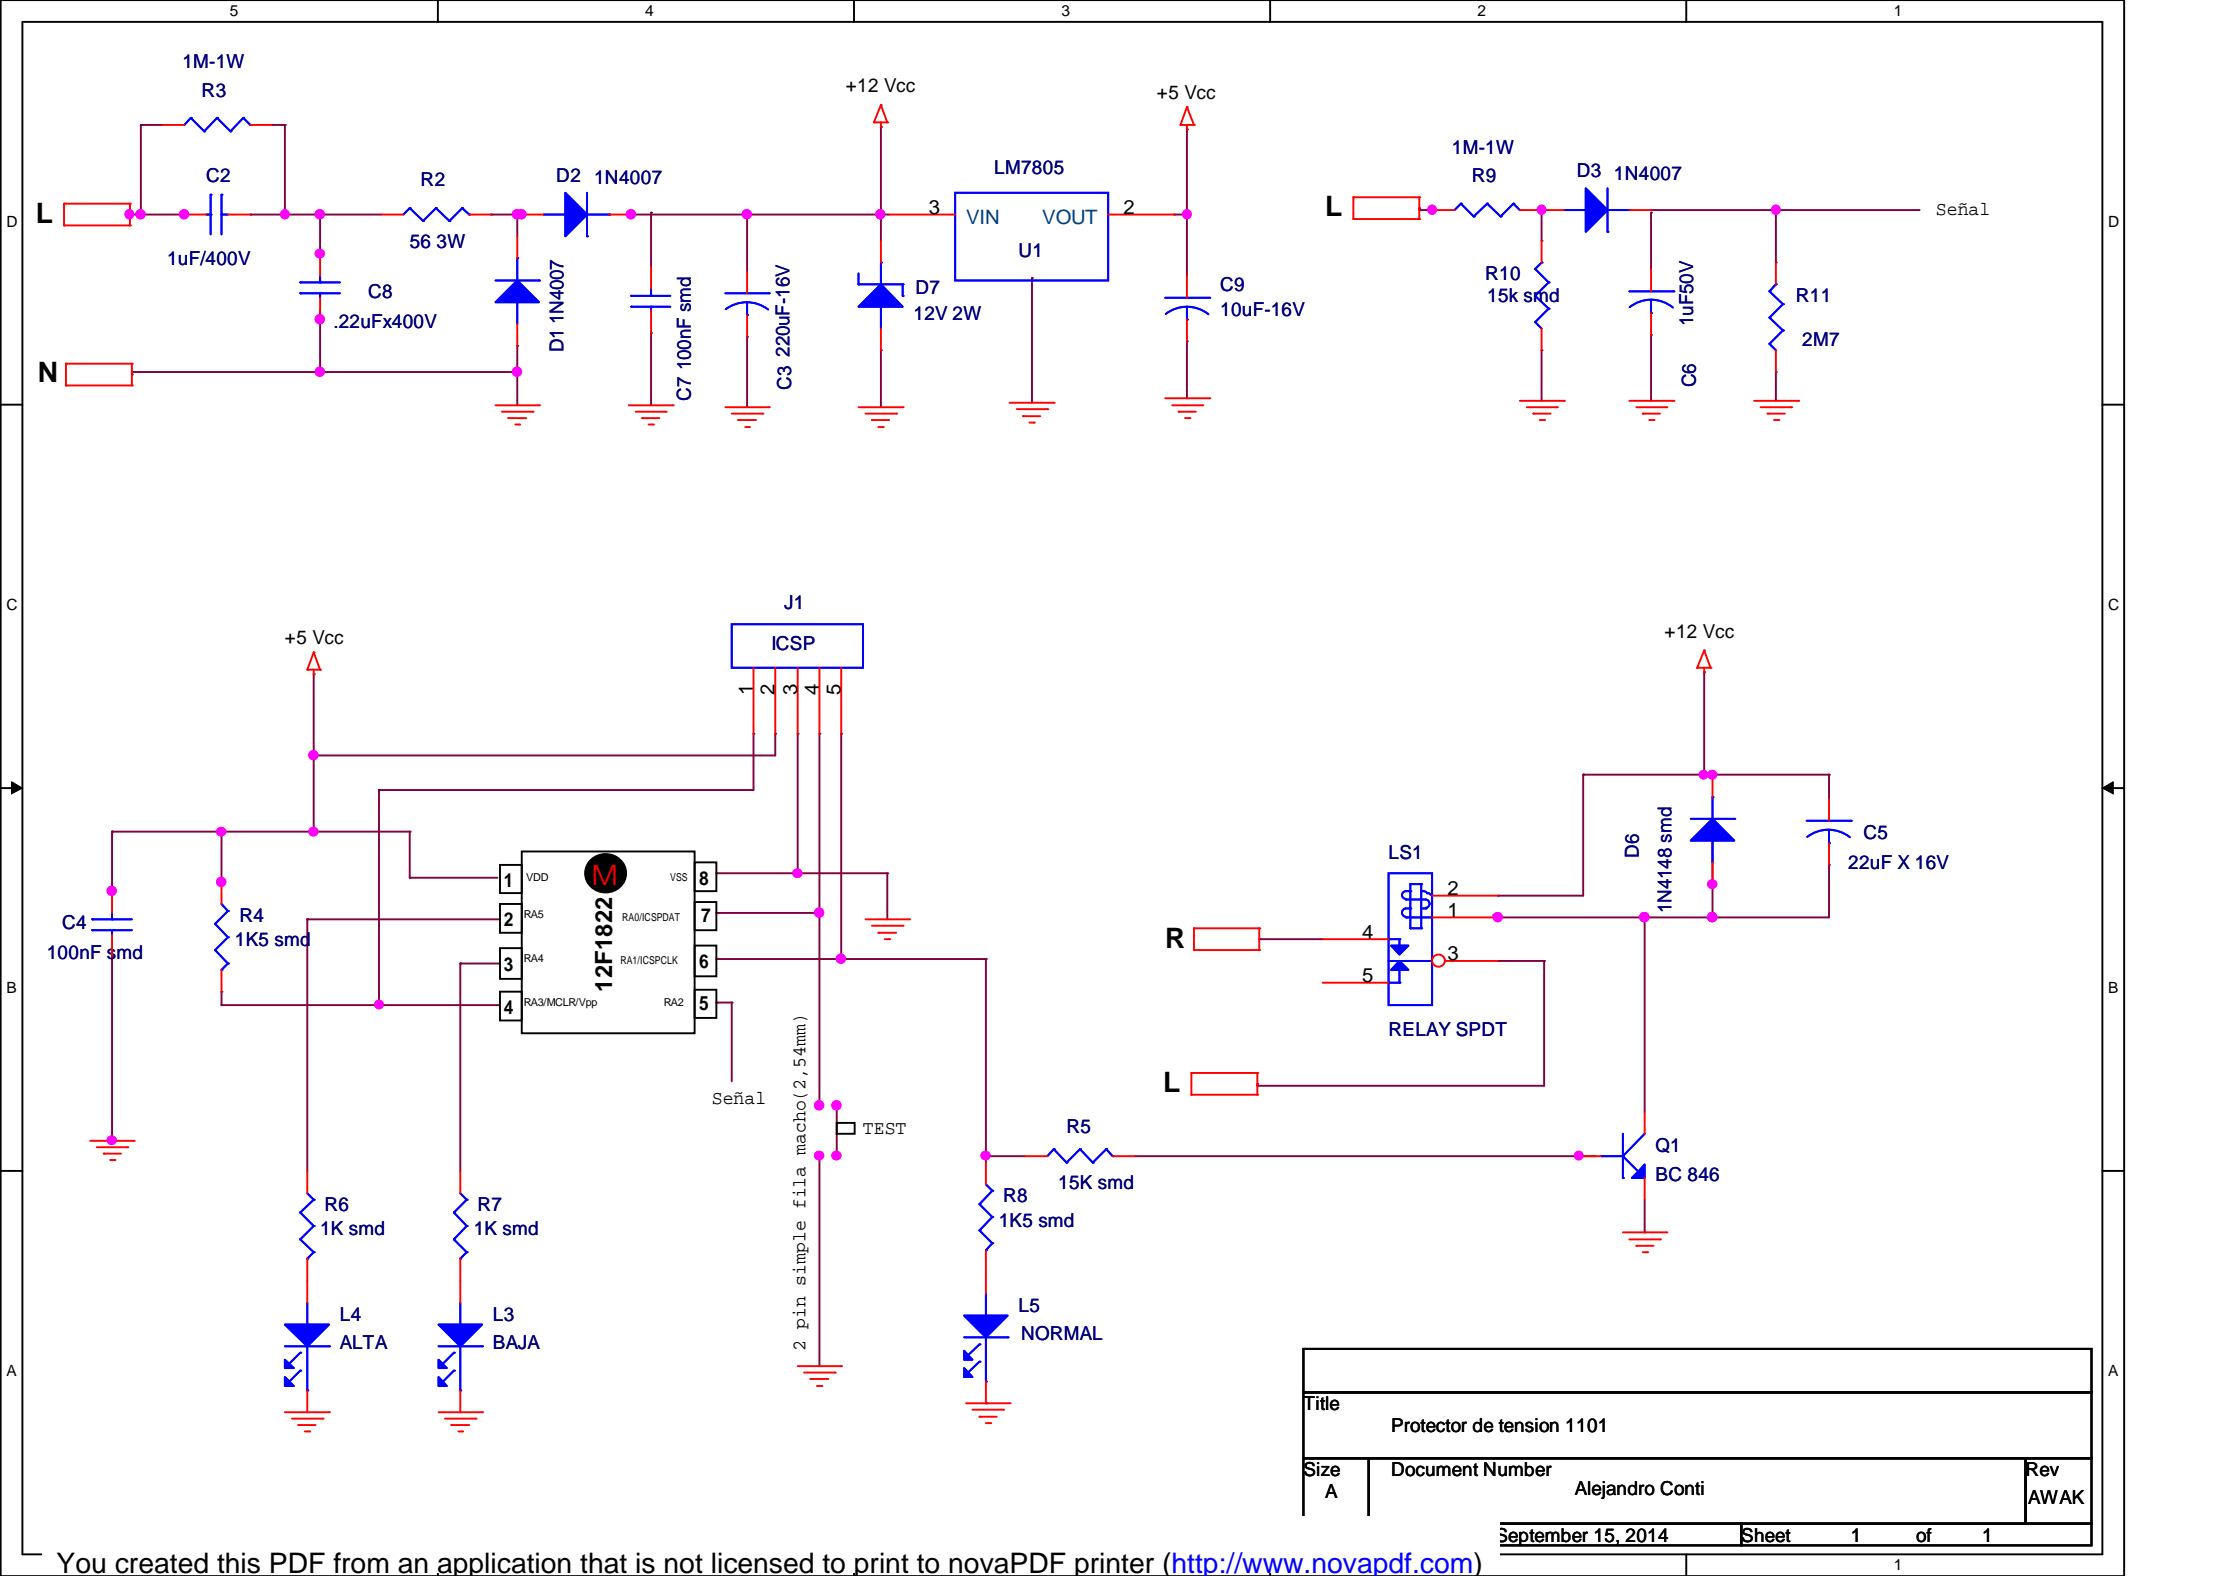 5 4 3 2 1
1M-1W
R3
C2
1uF/400V
L
N
R2
56 3W
C8
.22uFx400V
D2 1N4007
D1 1N4007
C7 100nF smd
C3 220uF-16V
+12 Vcc
D7
12V 2W
LM7805
3 VIN VOUT 2
U1
+5 Vcc
C9
10uF-16V
1M-1W
R9
L
D3 1N4007
Señal
R10
15k smd
1uF50V
C6
R11
2M7
D D
C C
B B
A A
+5 Vcc
J1
ICSP
1 2 3 4 5
C4
100nF smd
R4
1K5 smd
M
12F1822
1 VDD VSS 8
2 RA5 RA0/ICSPDAT 7
3 RA4 RA1/ICSPCLK 6
4 RA3/MCLR/Vpp RA2 5
Señal
2 pin simple fila macho(2,54mm)
TEST
R6
1K smd
R7
1K smd
L4
ALTA
L3
BAJA
R5
15K smd
R8
1K5 smd
L5
NORMAL
+12 Vcc
D6
1N4148 smd
C5
22uF X 16V
LS1
2
1
R
4
3
5
RELAY SPDT
L
Q1
BC 846
Title
Protector de tension 1101
Size
A
Document Number
Alejandro Conti
Rev
AWAK
September 15, 2014
Sheet 1 of 1
1
You created this PDF from an application that is not licensed to print to novaPDF printer (http://www.novapdf.com)